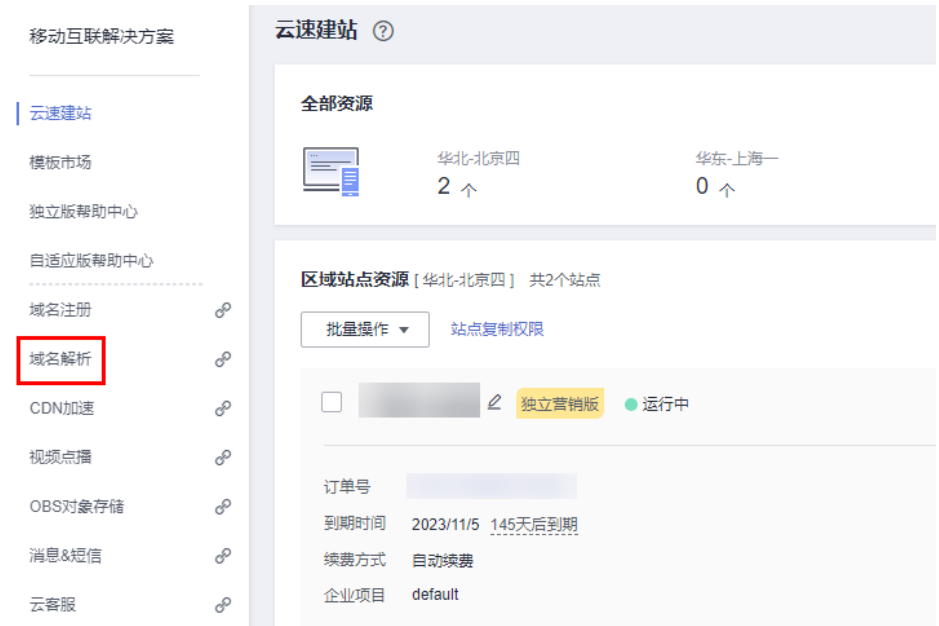 移动互联解决方案
云速建站
模板市场
独立版帮助中心
自适应版帮助中心
域名注册
域名解析
CDN加速
视频点播
OBS对象存储
消息&短信
云客服
云速建站 ?
全部资源
华北-北京四
2 个
华东-上海一
0 个
区域站点资源 [ 华北-北京四 ] 共2个站点
批量操作
站点复制权限
独立营销版
运行中
订单号
到期时间 2023/11/5 145天后到期
续费方式 自动续费
企业项目 default